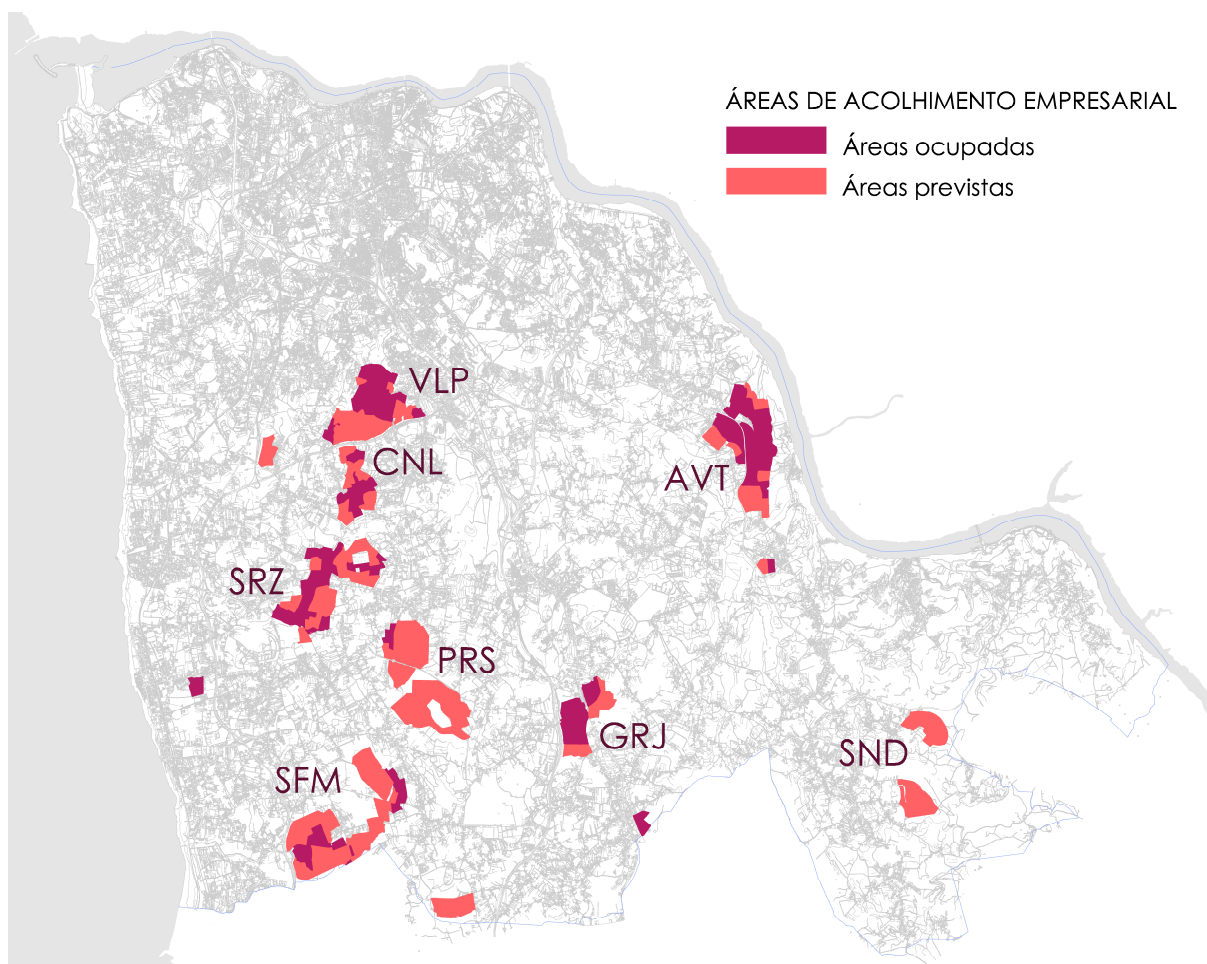 ÁREAS DE ACOLHIMENTO EMPRESARIAL
Áreas ocupadas
Áreas previstas
VLP
CNL
AVT
SRZ
PRS
GRJ
SND
SFM